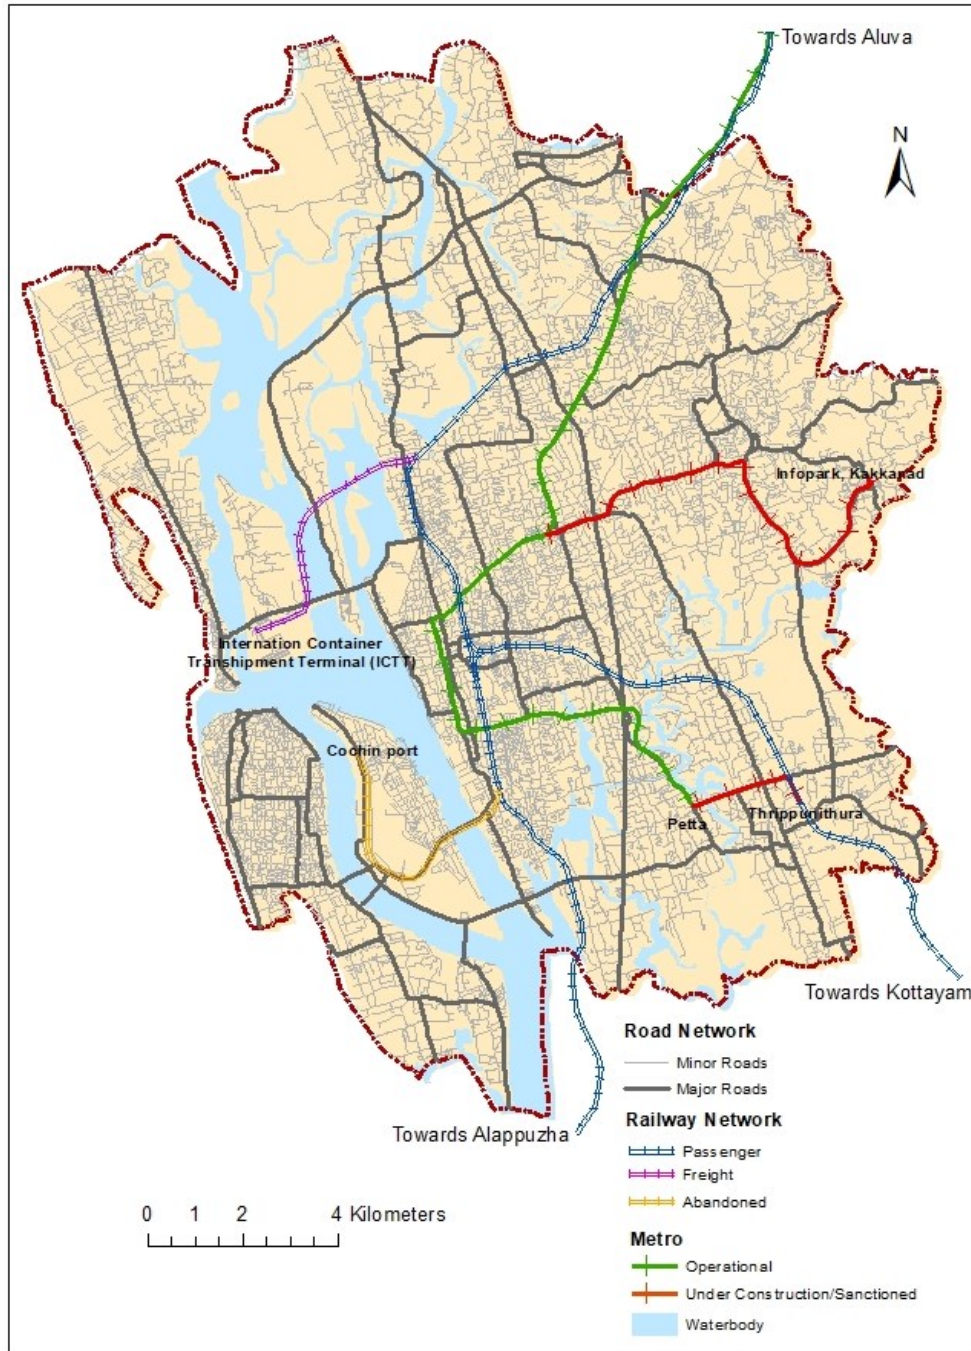 Towards Aluva
N
Infopark, Kakkanad
Internation Container
Transhipment Terminal (ICTT)
Cochin port
Petta
Thrippunithura
Towards Kottayam
Road Network
Minor Roads
Major Roads
Railway Network
Towards Alappuzha
Passenger
Freight
Abandoned
0 1 2 4 Kilometers
Metro
Operational
Under Construction/Sanctioned
Waterbody